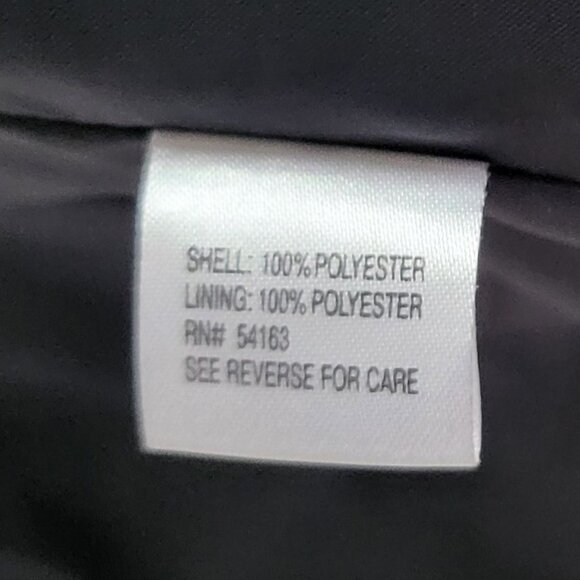 SHELL: 100% POLYESTER
LINING: 100% POLYESTER
RN# 54163
SEE REVERSE FOR CARE